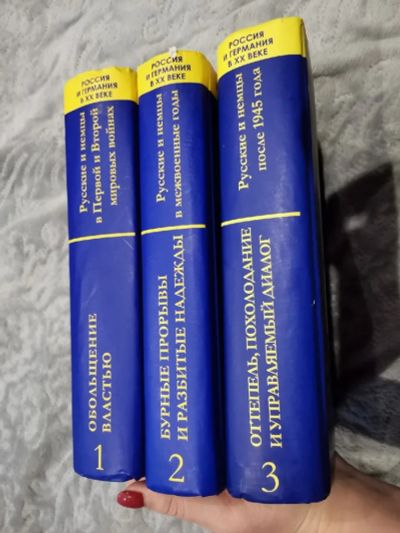 РОССИЯ
И ГЕРМАНИЯ
В XX ВЕКЕ
Русские и немцы
в Первой и Второй
мировых войнах
ОБОЛЬЩЕНИЕ
ВЛАСТЬЮ
1
РОССИЯ
И ГЕРМАНИЯ
В XX ВЕКЕ
Русские и немцы
в межвоенные годы
БУРНЫЕ ПРОРЫВЫ
И РАЗБИТЫЕ НАДЕЖДЫ
2
РОССИЯ
И ГЕРМАНИЯ
В XX ВЕКЕ
Русские и немцы
после 1945 года
ОТТЕПЕЛЬ, ПОХОЛОДАНИЕ
И УПРАВЛЯЕМЫЙ ДИАЛОГ
3